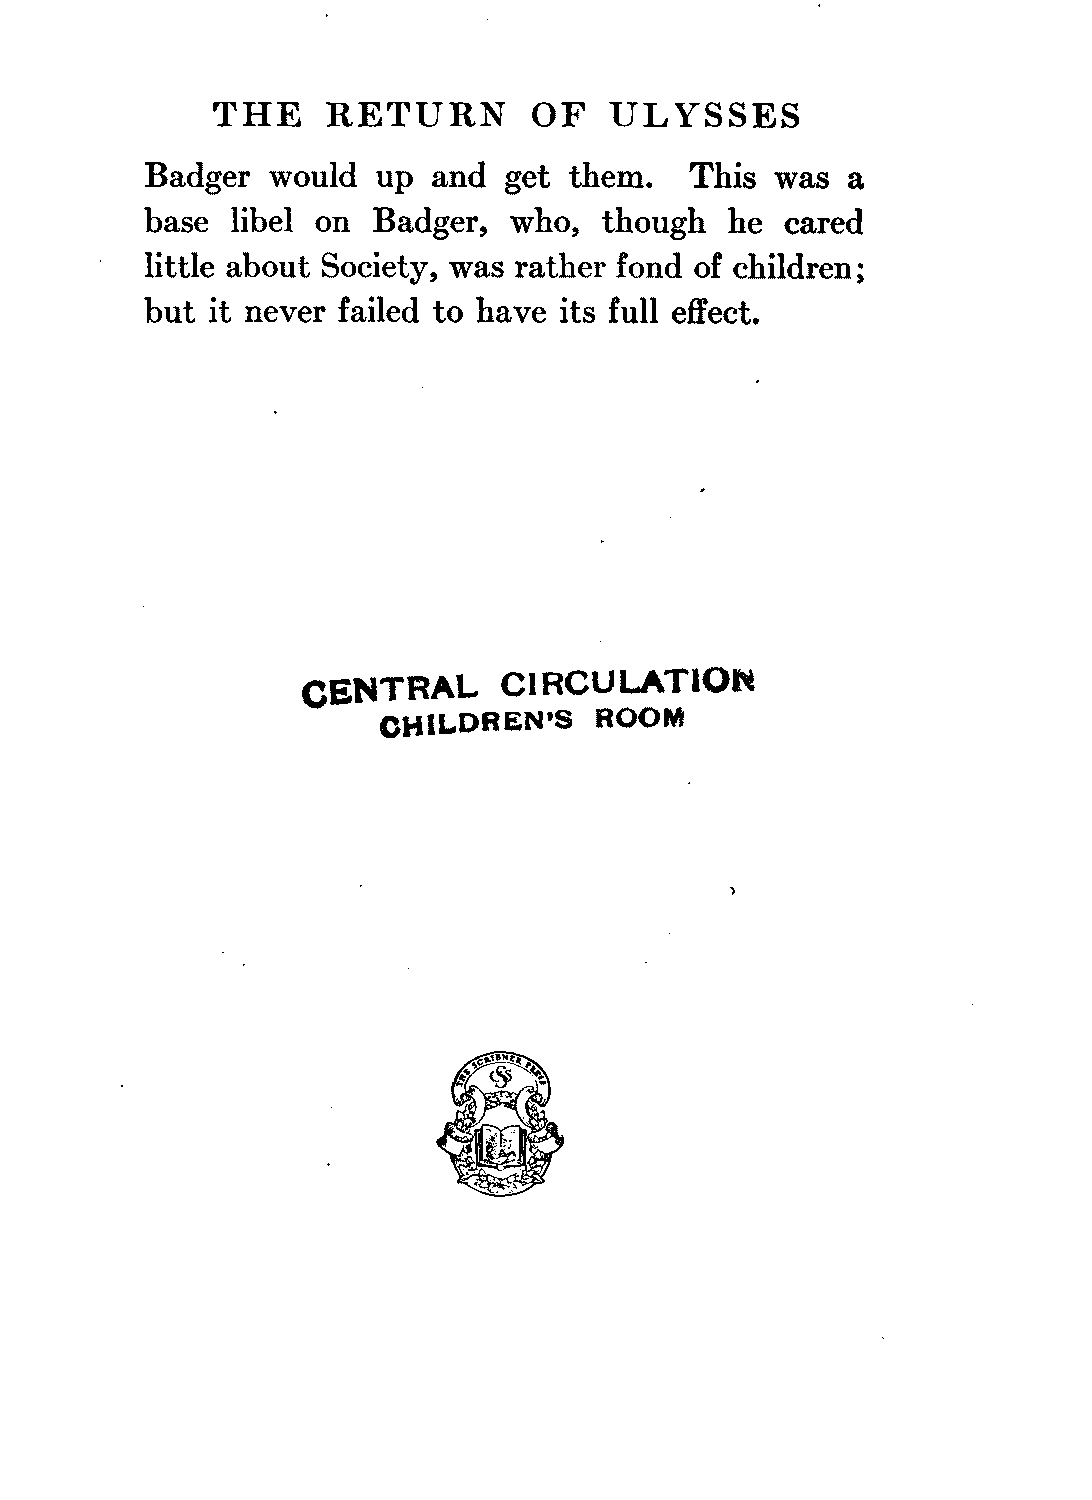 THE RETURN OF ULYSSES
Badger would up and get them. This was a
base libel on Badger, who, though he cared
little about Society, was rather fond of children;
but it never failed to have its full effect.
CENTRAL CIRCULATION
CHILDREN'S ROOM
THE SCRIBNER PRESS